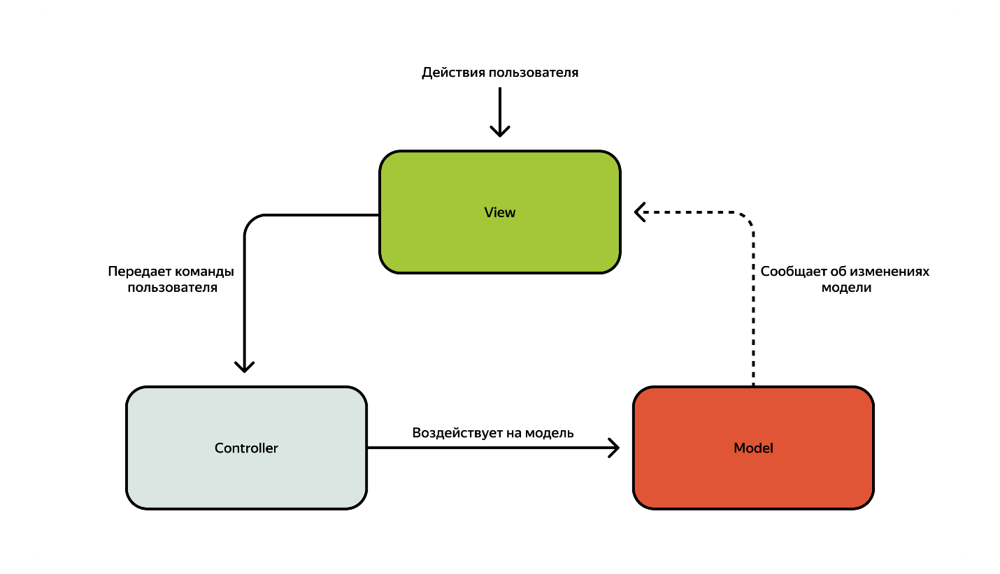 Действия пользователя
View
Передает команды
пользователя
Сообщает об изменениях
модели
Controller
Воздействует на модель
Model